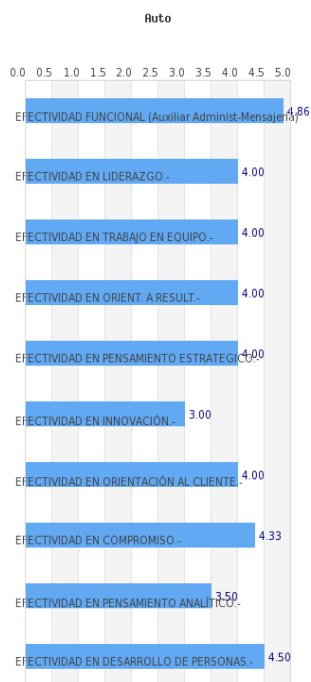 Auto
0.0 0.5 1.0 1.5 2.0 2.5 3.0 3.5 4.0 4.5 5.0
EFECTIVIDAD FUNCIONAL (Auxiliar Administ-Mensajería) 4.86
EFECTIVIDAD EN LIDERAZGO.- 4.00
EFECTIVIDAD EN TRABAJO EN EQUIPO.- 4.00
EFECTIVIDAD EN ORIENT. A RESULT.- 4.00
EFECTIVIDAD EN PENSAMIENTO ESTRATEGICO.- 4.00
EFECTIVIDAD EN INNOVACIÓN.- 3.00
EFECTIVIDAD EN ORIENTACIÓN AL CLIENTE.- 4.00
EFECTIVIDAD EN COMPROMISO.- 4.33
EFECTIVIDAD EN PENSAMIENTO ANALÍTICO.- 3.50
EFECTIVIDAD EN DESARROLLO DE PERSONAS.- 4.50